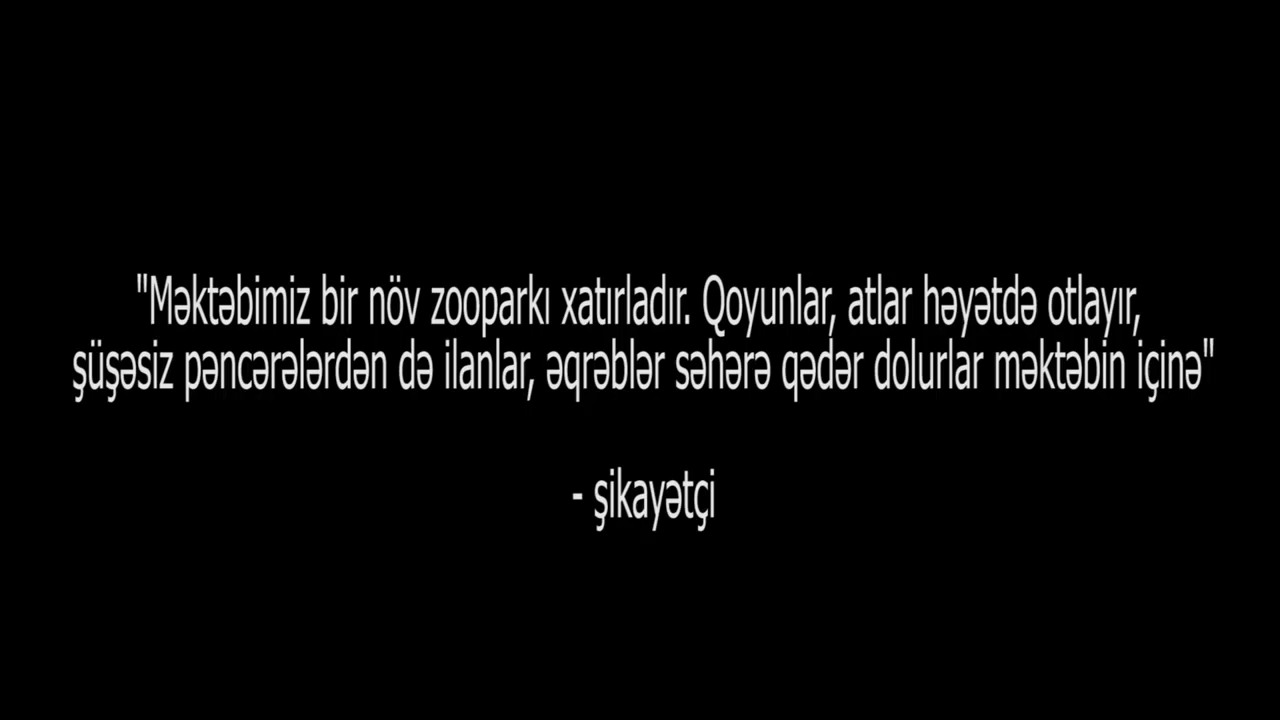 "Məktəbimiz bir növ zooparkı xatırladır. Qoyunlar, atlar həyətdə otlayır,
şüşəsiz pəncərələrdən də ilanlar, əqrəblər səhərə qədər dolurlar məktəbin içinə"
- şikayətçi